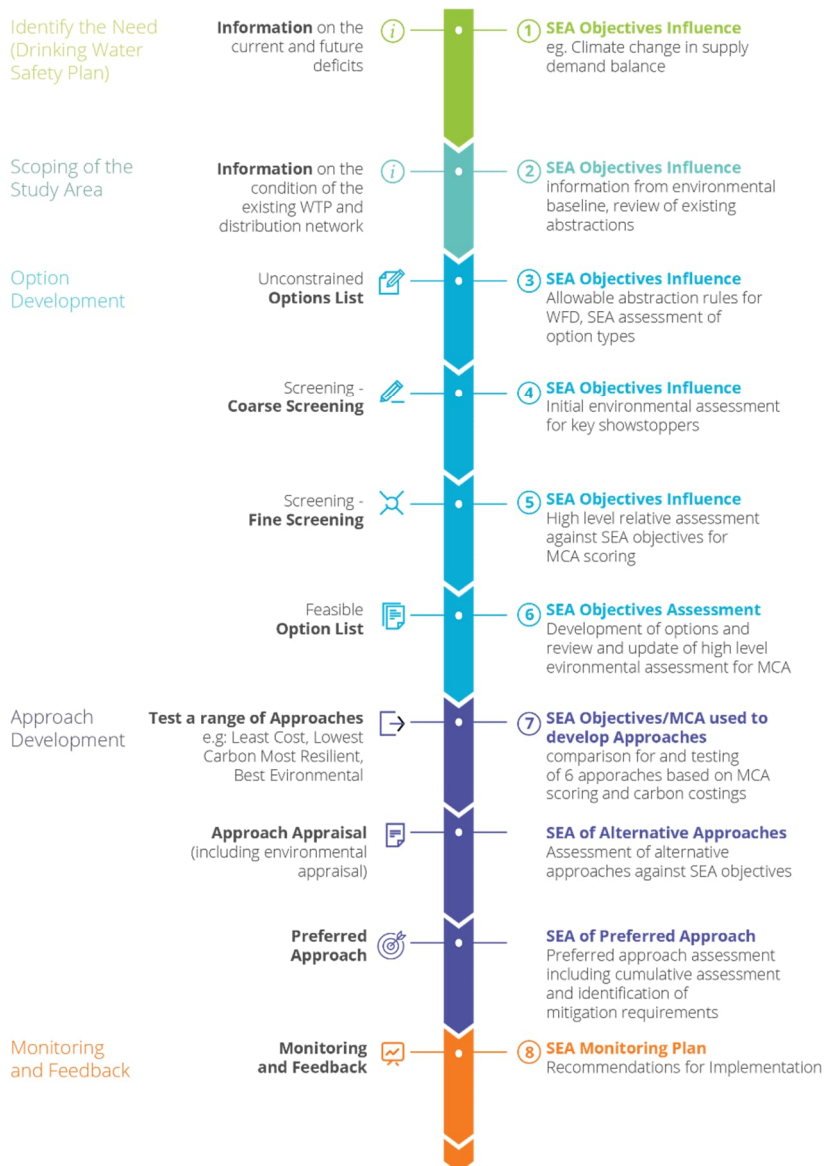 Identify the Need
(Drinking Water
Safety Plan)
Information on the
current and future
deficits
i
1 SEA Objectives Influence
eg. Climate change in supply
demand balance
Scoping of the
Study Area
Information on the
condition of the
existing WTP and
distribution network
i
2 SEA Objectives Influence
information from environmental
baseline, review of existing
abstractions
Option
Development
Unconstrained
Options List
3 SEA Objectives Influence
Allowable abstraction rules for
WFD, SEA assessment of
option types
Screening -
Coarse Screening
4 SEA Objectives Influence
Initial environmental assessment
for key showstoppers
Screening -
Fine Screening
5 SEA Objectives Influence
High level relative assessment
against SEA objectives for
MCA scoring
Feasible
Option List
6 SEA Objectives Assessment
Development of options and
review and update of high level
evironmental assessment for MCA
Approach
Development
Test a range of Approaches
e.g: Least Cost, Lowest
Carbon Most Resilient,
Best Evironmental
7 SEA Objectives/MCA used to
develop Approaches
comparison for and testing
of 6 apporaches based on MCA
scoring and carbon costings
Approach Appraisal
(including environmental
appraisal)
SEA of Alternative Approaches
Assessment of alternative
approaches against SEA objectives
Preferred
Approach
SEA of Preferred Approach
Preferred approach assessment
including cumulative assessment
and identification of
mitigation requirements
Monitoring
and Feedback
Monitoring
and Feedback
8 SEA Monitoring Plan
Recommendations for Implementation